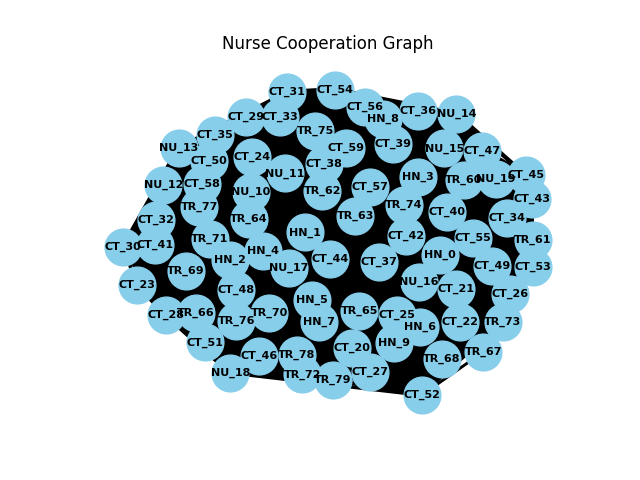 Nurse Cooperation Graph
CT_31
CT_54
CT_56
CT_36
NU_14
CT_29
CT_33
HN_8
TR_75
CT_35
NU_13
CT_59
CT_39
NU_15
CT_47
CT_50
CT_24
CT_38
NU_11
HN_3
TR_60
NU_19
CT_45
NU_12
CT_58
NU_10
TR_62
CT_57
CT_43
TR_77
TR_74
CT_40
CT_34
CT_32
TR_64
TR_63
HN_1
TR_71
CT_42
CT_55
TR_61
CT_30
CT_41
HN_4
HN_2
CT_44
CT_37
HN_0
NU_17
TR_69
CT_49
CT_53
CT_23
CT_48
NU_16
CT_21
CT_26
HN_5
CT_28
TR_66
TR_76
TR_70
HN_7
TR_65
CT_25
HN_6
CT_22
TR_73
CT_51
CT_46
TR_78
CT_20
HN_9
TR_68
TR_67
NU_18
TR_72
TR_79
CT_27
CT_52